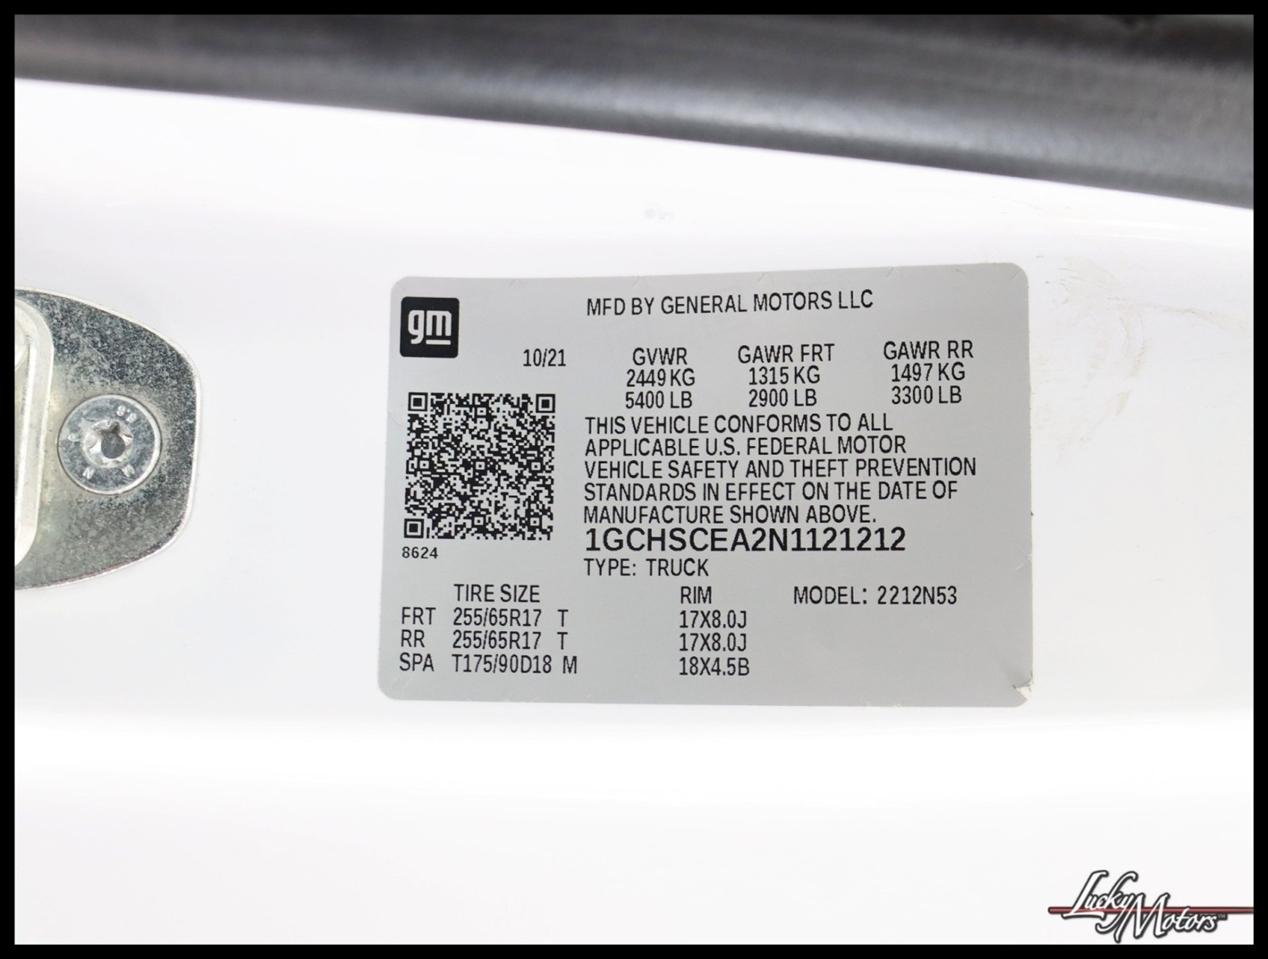 gm
MFD BY GENERAL MOTORS LLC
10/21 GVWR GAWR FRT GAWR RR
2449 KG 1315 KG 1497 KG
5400 LB 2900 LB 3300 LB
THIS VEHICLE CONFORMS TO ALL
APPLICABLE U.S. FEDERAL MOTOR
VEHICLE SAFETY AND THEFT PREVENTION
STANDARDS IN EFFECT ON THE DATE OF
MANUFACTURE SHOWN ABOVE.
1GCHSCEA2N1121212
8624
TYPE: TRUCK
TIRE SIZE RIM MODEL: 2212N53
FRT 255/65R17 T 17X8.0J
RR 255/65R17 T 17X8.0J
SPA T175/90D18 M 18X4.5B
8.8
Lucky Motors